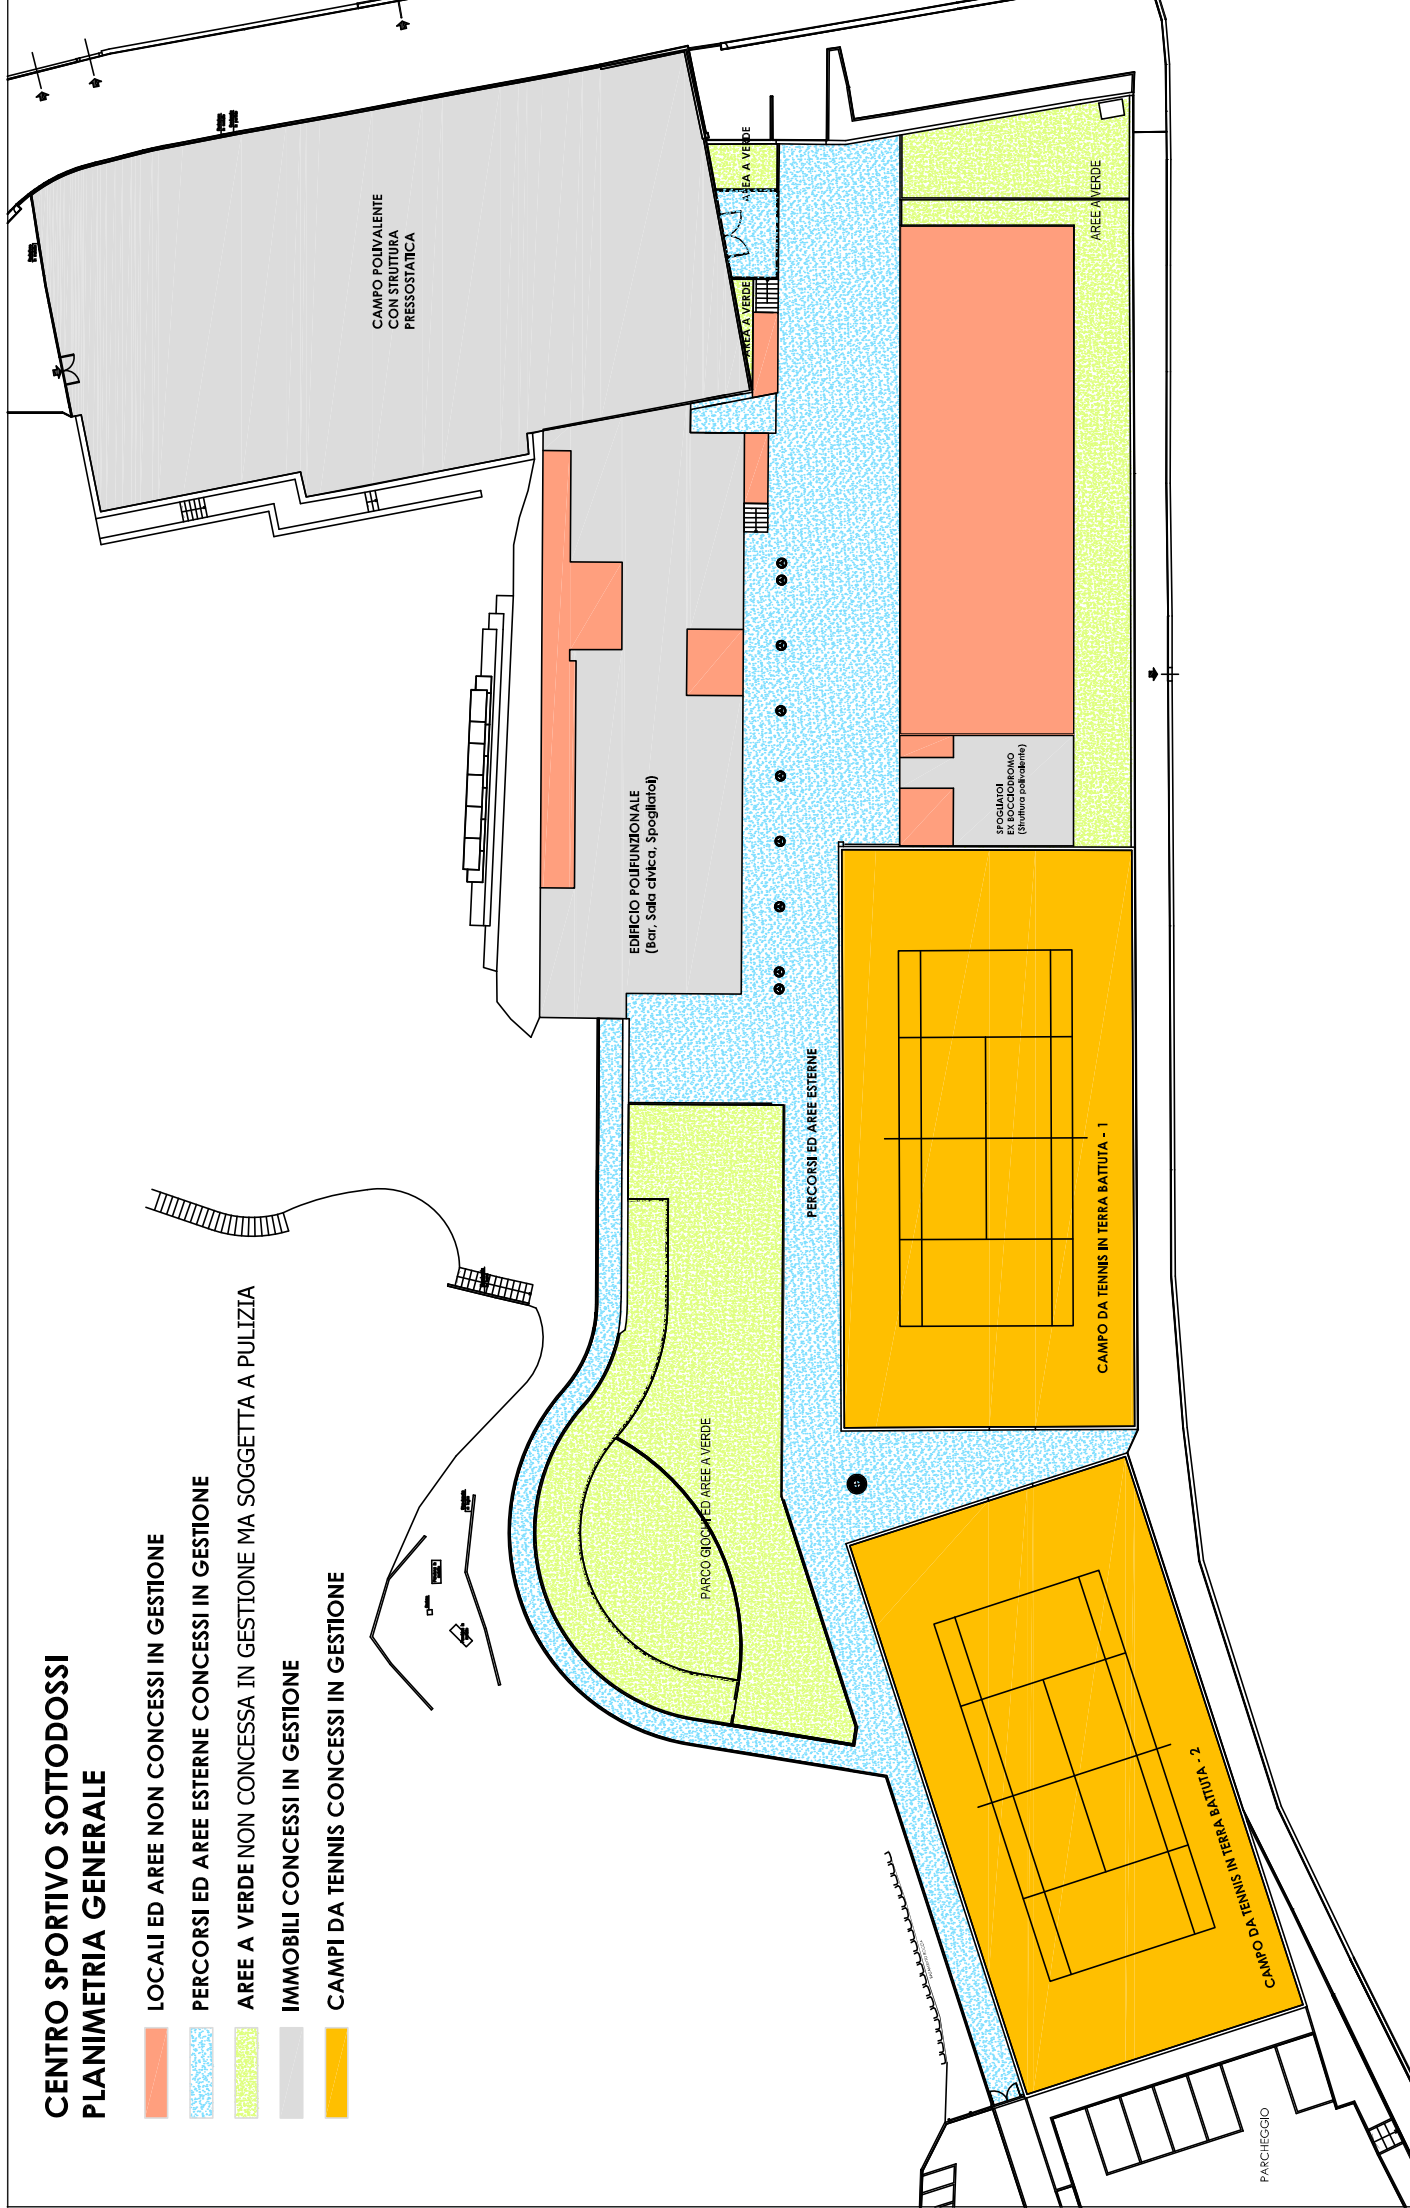 CENTRO SPORTIVO SOTTODOSSI
PLANIMETRIA GENERALE
LOCALI ED AREE NON CONCESSI IN GESTIONE
PERCORSI ED AREE ESTERNE CONCESSI IN GESTIONE
AREE A VERDE NON CONCESSA IN GESTIONE MA SOGGETTA A PULIZIA
IMMOBILI CONCESSI IN GESTIONE
CAMPI DA TENNIS CONCESSI IN GESTIONE
CAMPO POLIVALENTE
CON STRUTTURA
PRESSOSTATICA
EDIFICIO POLIFUNZIONALE
(Bar, Sala civica, Spogliatoi)
AREA A VERDE
AREA A VERDE
AREE A VERDE
SPOGLIATOI
EX BOCCIODROMO
(Struttura polivalente)
PERCORSI ED AREE ESTERNE
PARCO GIOCHI ED AREE A VERDE
CAMPO DA TENNIS IN TERRA BATTUTA - 1
CAMPO DA TENNIS IN TERRA BATTUTA - 2
PARCHEGGIO